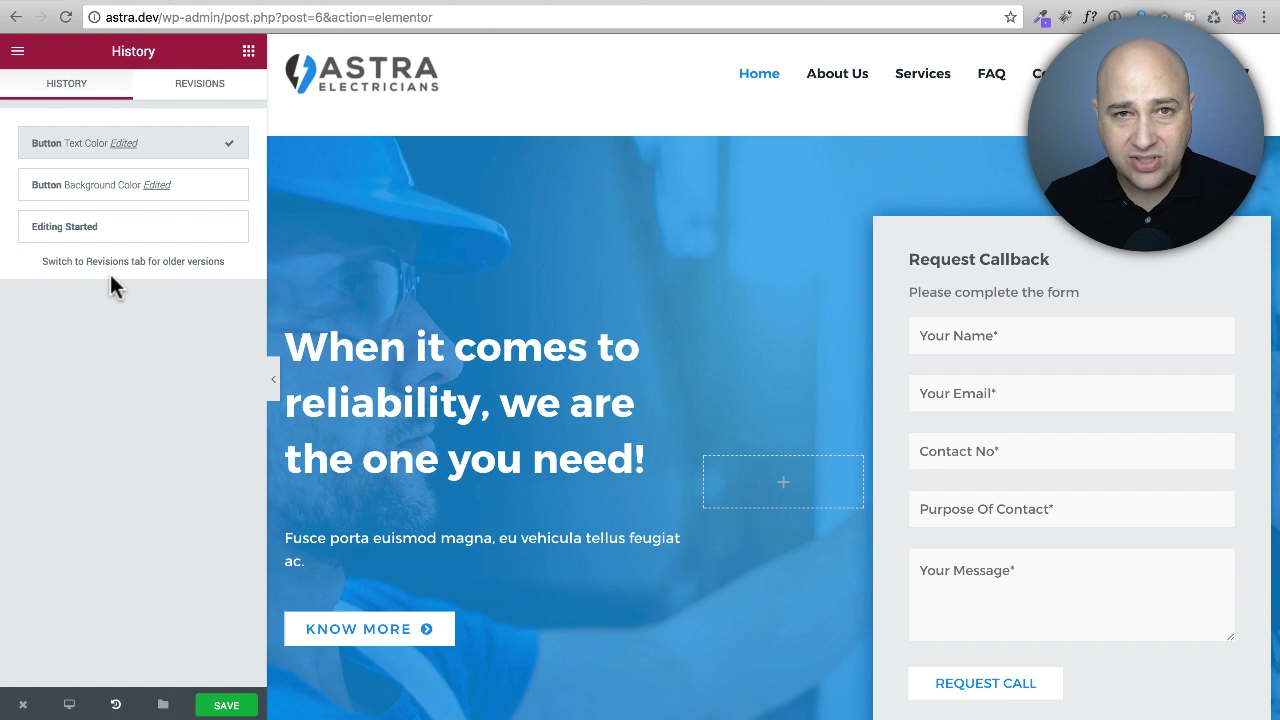 astra.dev/wp-admin/post.php?post=6&action=elementor
History
HISTORY
REVISIONS
Button Text Color Edited
Button Background Color Edited
Editing Started
Switch to Revisions tab for older versions
SAVE
ASTRA
ELECTRICIANS
Home
About Us
Services
FAQ
Request Callback
Please complete the form
Your Name*
Your Email*
Contact No*
Purpose Of Contact*
Your Message*
REQUEST CALL
When it comes to
reliability, we are
the one you need!
Fusce porta euismod magna, eu vehicula tellus feugiat
ac.
KNOW MORE